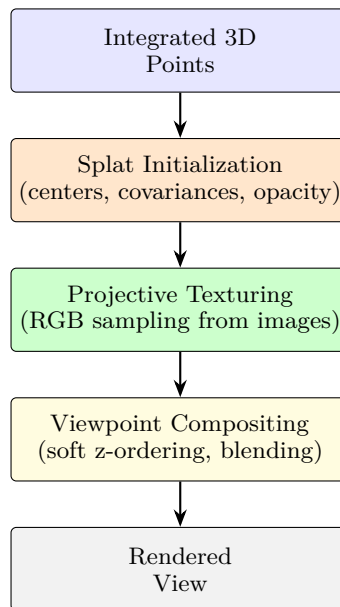 Integrated 3D
Points
Splat Initialization
(centers, covariances, opacity)
Projective Texturing
(RGB sampling from images)
Viewpoint Compositing
(soft z-ordering, blending)
Rendered
View